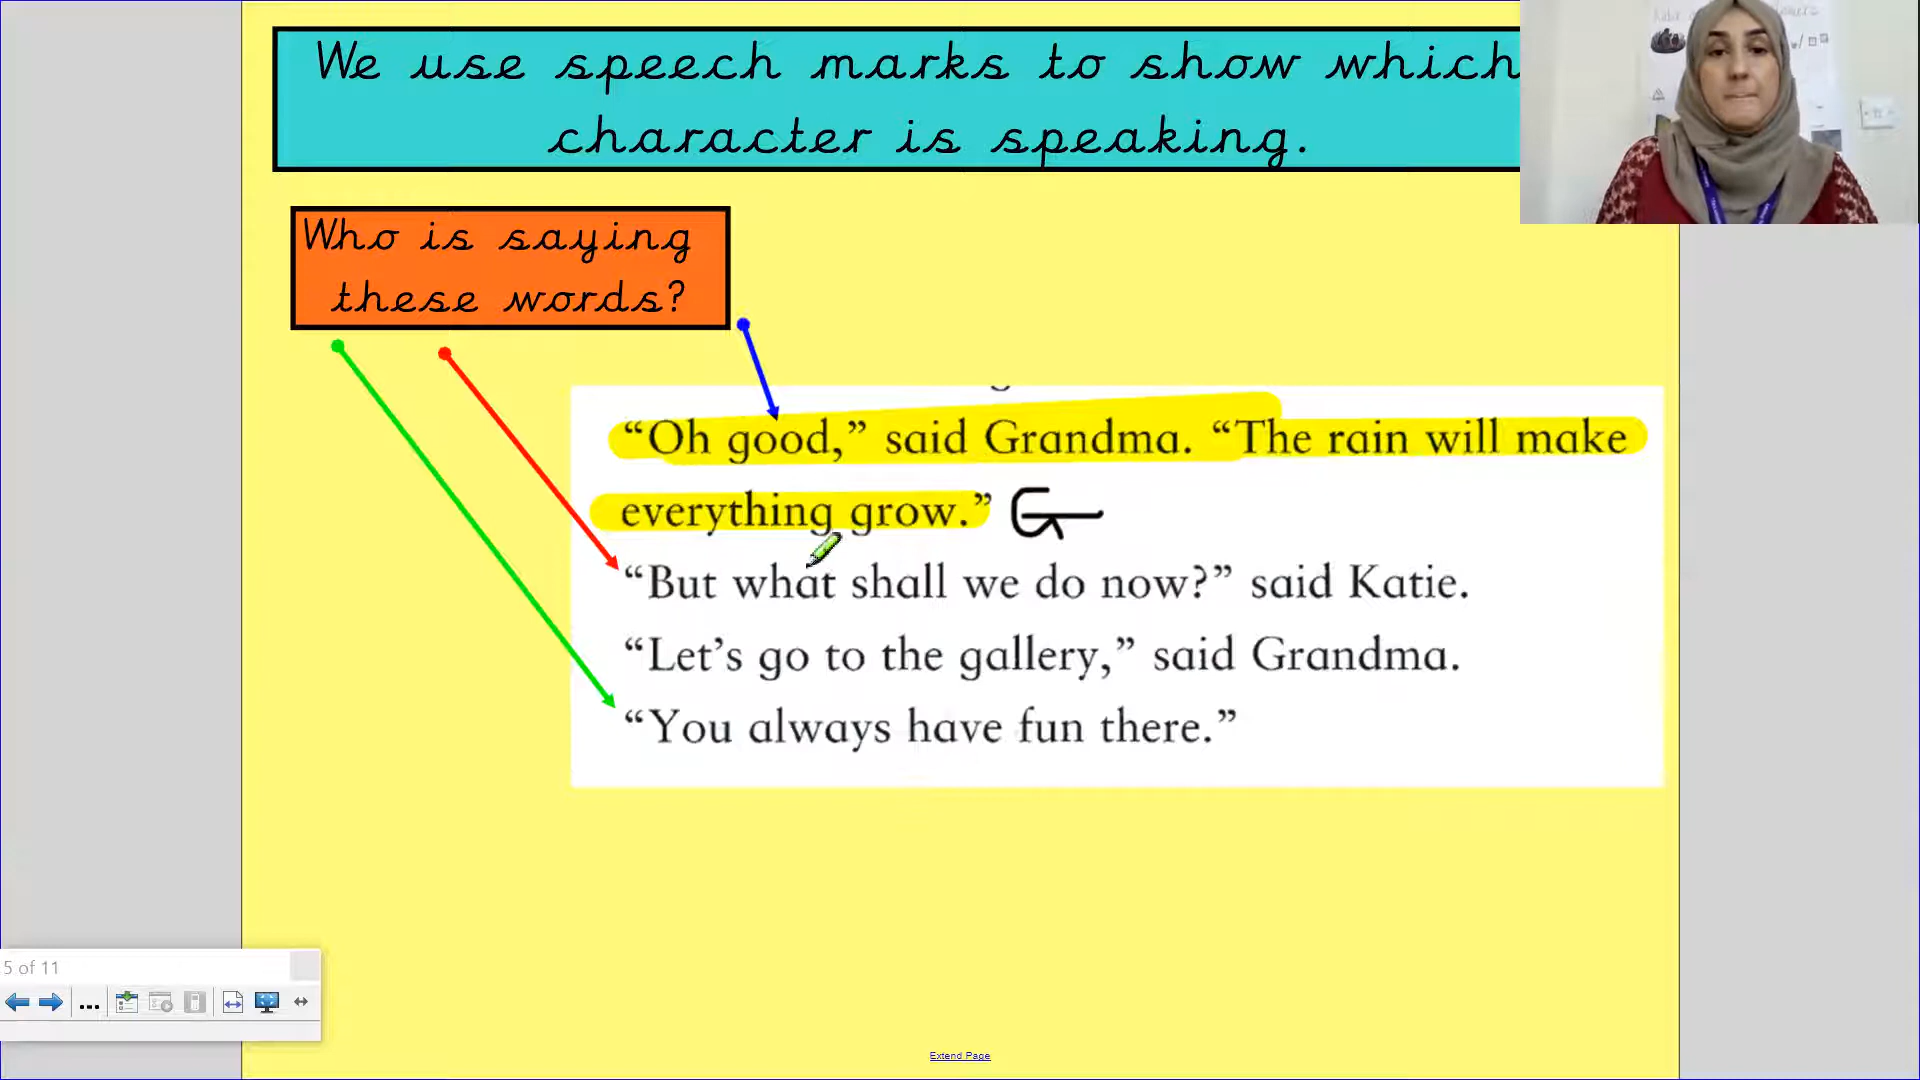 We use speech marks to show which
character is speaking.
Who is saying
these words?
“Oh good,” said Grandma. “The rain will make
everything grow.” G
“But what shall we do now?” said Katie.
“Let’s go to the gallery,” said Grandma.
“You always have fun there.”
5 of 11
...
Extend Page